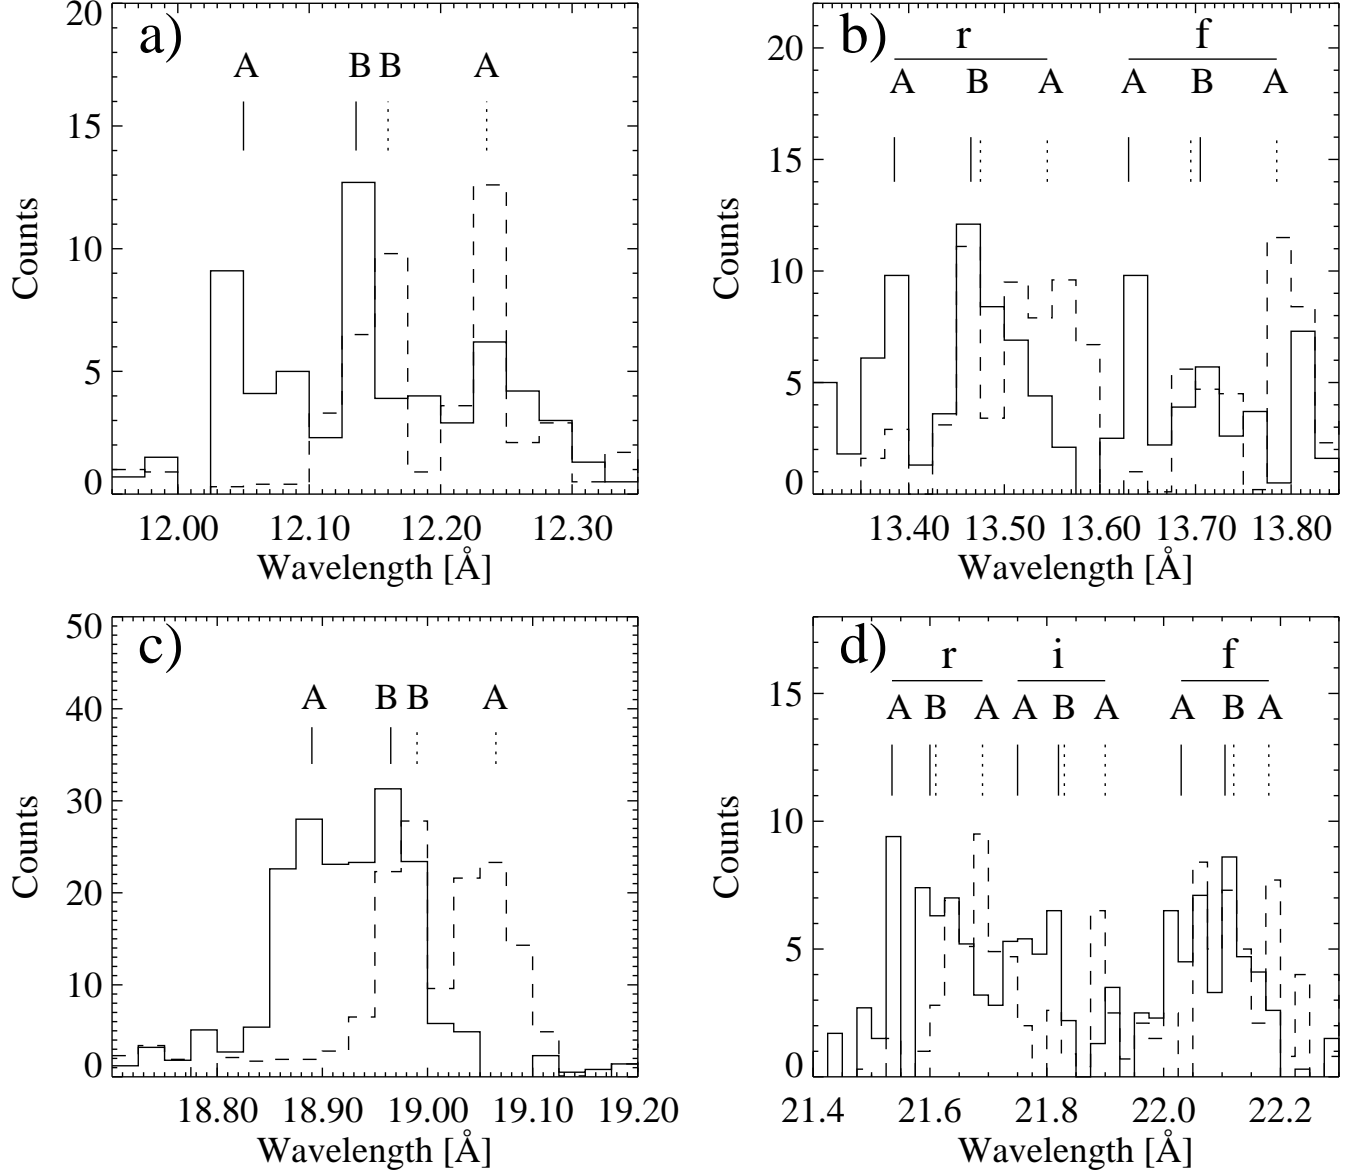 a)
A B B A
20
15
10
5
0
Counts
12.00 12.10 12.20 12.30
Wavelength [Å]
b)
r f
A B A A B A
20
15
10
5
0
Counts
13.40 13.50 13.60 13.70 13.80
Wavelength [Å]
c)
A B B A
50
40
30
20
10
0
Counts
18.80 18.90 19.00 19.10 19.20
Wavelength [Å]
d)
r i f
A B A A B A A B A
15
10
5
0
Counts
21.4 21.6 21.8 22.0 22.2
Wavelength [Å]